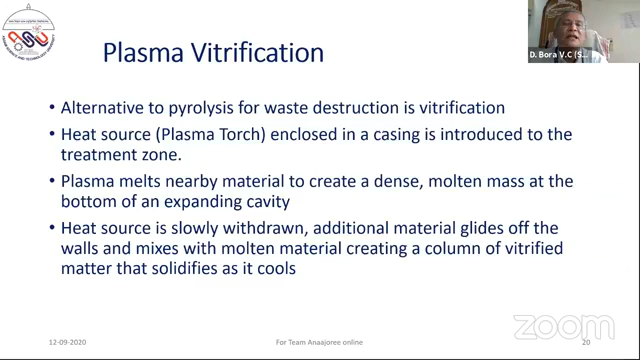 Plasma Vitrification
D. Bora V.C (S...
• Alternative to pyrolysis for waste destruction is vitrification
• Heat source (Plasma Torch) enclosed in a casing is introduced to the
treatment zone.
• Plasma melts nearby material to create a dense, molten mass at the
bottom of an expanding cavity
• Heat source is slowly withdrawn, additional material glides off the
walls and mixes with molten material creating a column of vitrified
matter that solidifies as it cools
12-09-2020
For Team Anaajoree online
20
zoom